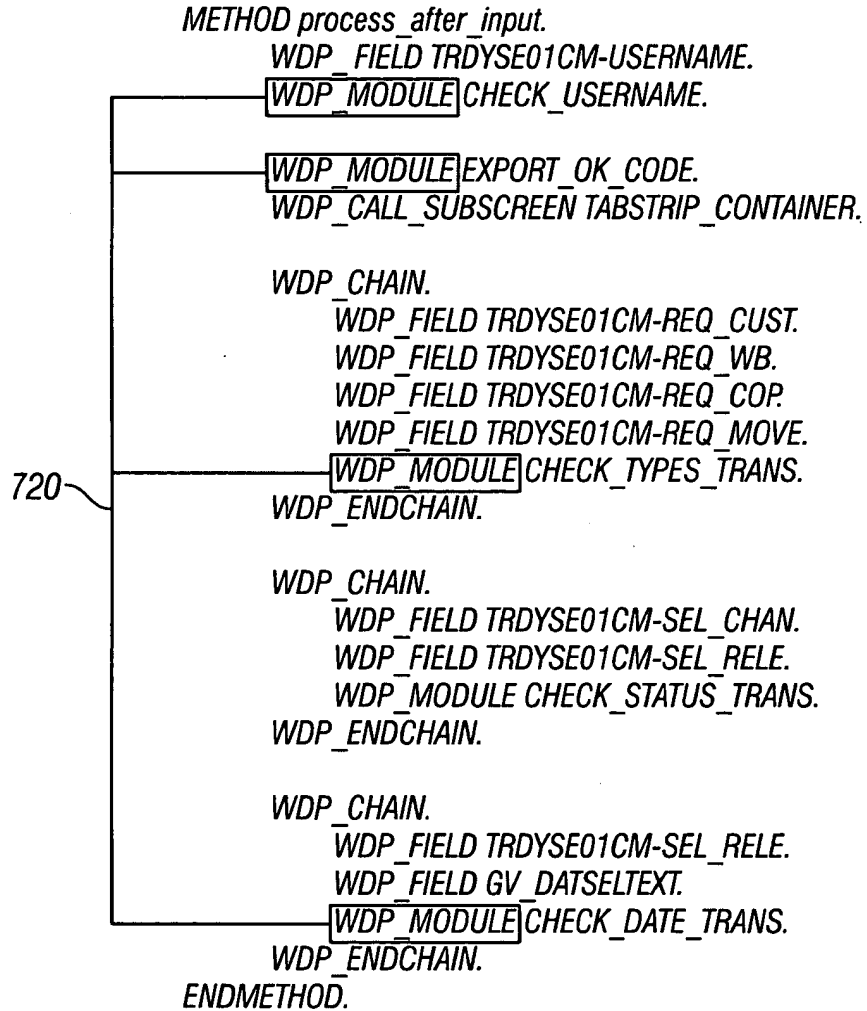 METHOD process_after_input.
WDP_ FIELD TRDYSE01CM-USERNAME.
WDP_MODULE CHECK_USERNAME.
WDP_MODULE EXPORT_OK_CODE.
WDP_CALL_SUBSCREEN TABSTRIP_CONTAINER.
WDP_CHAIN.
WDP_FIELD TRDYSE01CM-REQ_CUST.
WDP_FIELD TRDYSE01CM-REQ_WB.
WDP_FIELD TRDYSE01CM-REQ_COP.
WDP_FIELD TRDYSE01CM-REQ_MOVE.
WDP_MODULE CHECK_TYPES_TRANS.
720
WDP_ENDCHAIN.
WDP_CHAIN.
WDP_FIELD TRDYSE01CM-SEL_CHAN.
WDP_FIELD TRDYSE01CM-SEL_RELE.
WDP_MODULE CHECK_STATUS_TRANS.
WDP_ENDCHAIN.
WDP_CHAIN.
WDP_FIELD TRDYSE01CM-SEL_RELE.
WDP_FIELD GV_DATSELTEXT.
WDP_MODULE CHECK_DATE_TRANS.
WDP_ENDCHAIN.
ENDMETHOD.